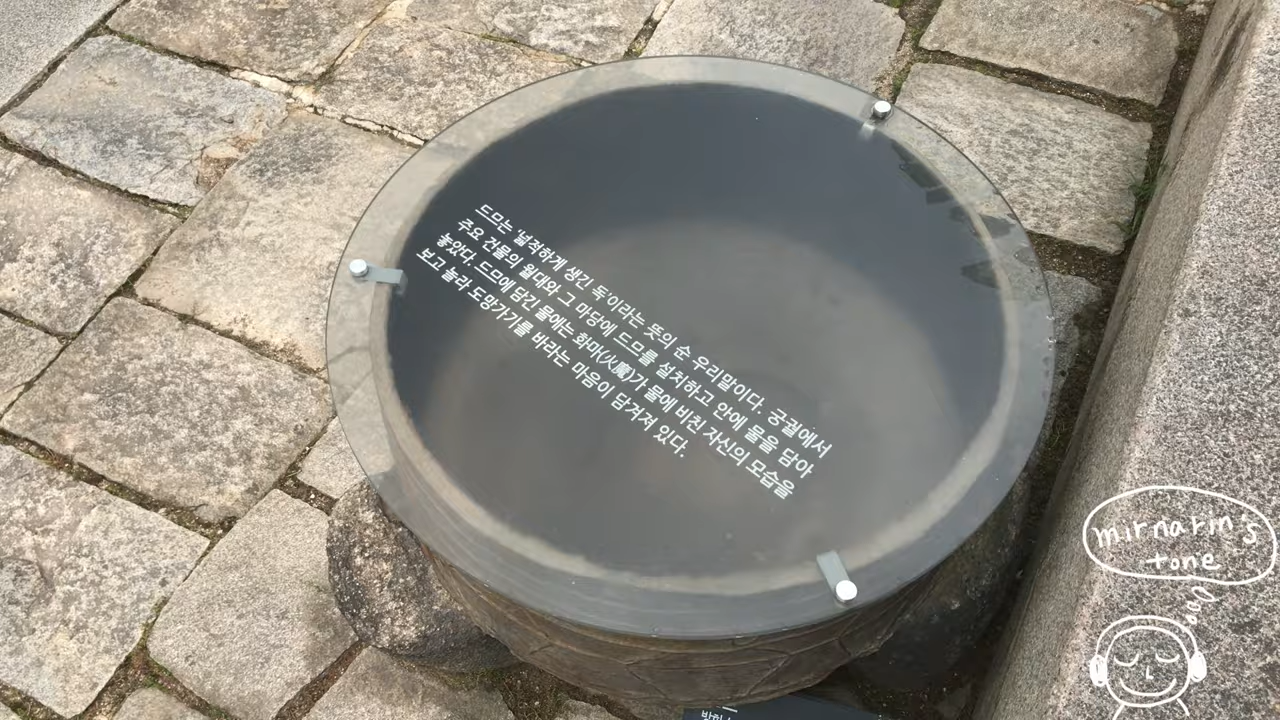 드므는 '넓적하게 생긴 독'이라는 뜻의 순 우리말이다. 궁궐에서
주요 건물의 월대와 그 마당에 드므를 설치하고 안에 물을 담아
놓았다. 드므에 담긴 물에는 화마(火魔)가 물에 비친 자신의 모습을
보고 놀라 도망가기를 바라는 마음이 담겨져 있다.
mirnarin's
tone